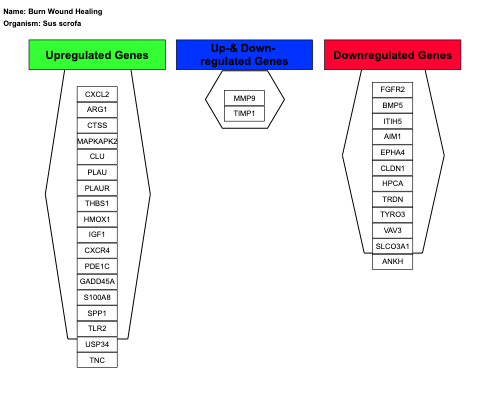 Name: Burn Wound Healing
Organism: Sus scrofa
Upregulated Genes
CXCL2
ARG1
CTSS
MAPKAPK2
CLU
PLAU
PLAUR
THBS1
HMOX1
IGF1
CXCR4
PDE1C
GADD45A
S100A8
SPP1
TLR2
USP34
TNC
Up-& Down-
regulated Genes
MMP9
TIMP1
Downregulated Genes
FGFR2
BMP5
ITIH5
AIM1
EPHA4
CLDN1
HPCA
TRDN
TYRO3
VAV3
SLCO3A1
ANKH